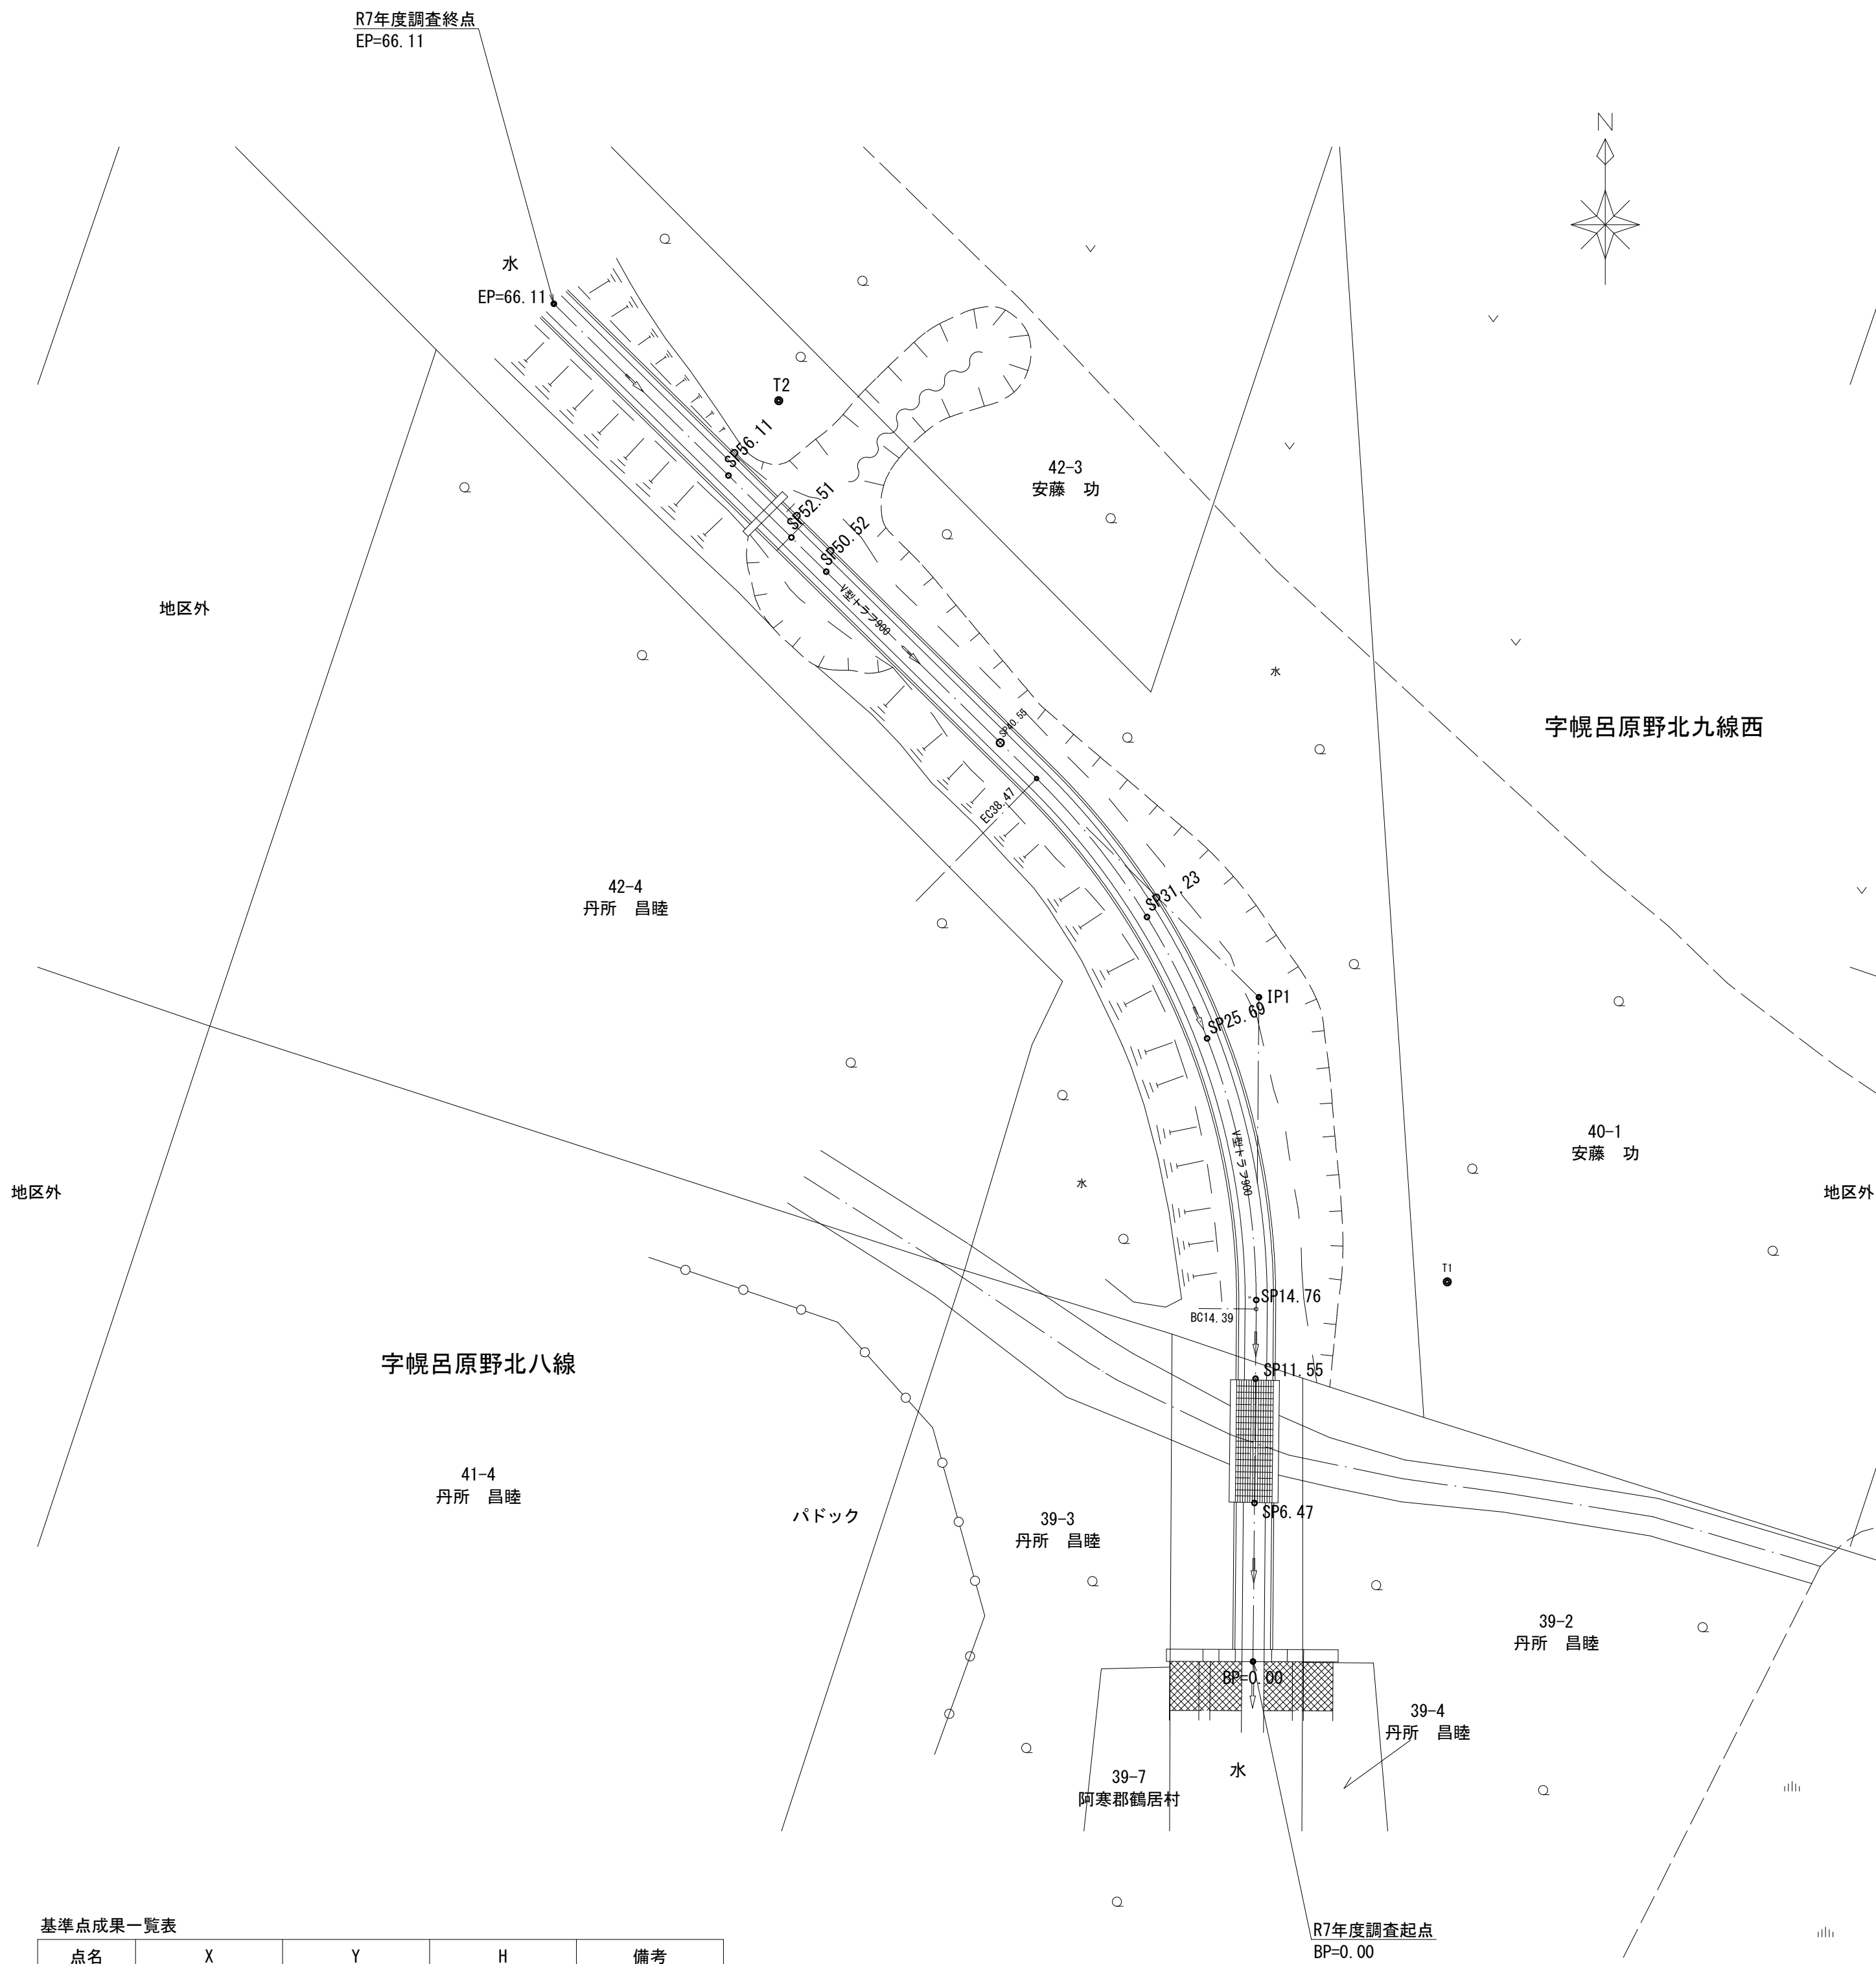 R7年度調査終点
EP=66.11
N
水
EP=66.11
T2
SP56.11
42-3
安藤　功
SP52.51
SP50.52
V型トラフ900
地区外
水
SP40.55
字幌呂原野北九線西
EC38.47
42-4
丹所　昌睦
SP31.23
IP1
SP25.69
40-1
安藤　功
V型トラフ900
水
地区外
地区外
T1
SP14.76
BC14.39
字幌呂原野北八線
SP11.55
41-4
丹所　昌睦
パドック
SP6.47
39-3
丹所　昌睦
39-2
丹所　昌睦
BP=0.00
39-4
丹所　昌睦
水
39-7
阿寒郡鶴居村
基準点成果一覧表
R7年度調査起点
BP=0.00
点名 X Y H 備考